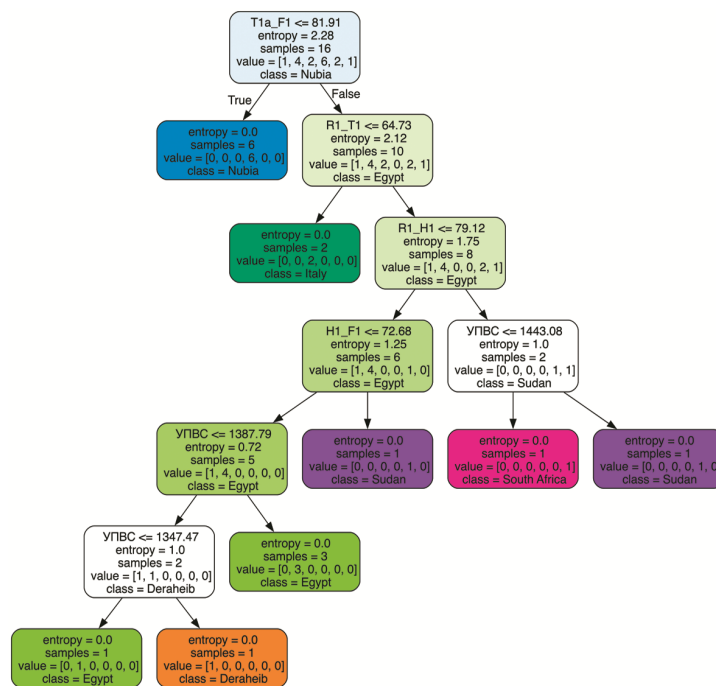 T1a_F1 <= 81.91
entropy = 2.28
samples = 16
value = [1, 4, 2, 6, 2, 1]
class = Nubia
True
False
entropy = 0.0
samples = 6
value = [0, 0, 0, 6, 0, 0]
class = Nubia
R1_T1 <= 64.73
entropy = 2.12
samples = 10
value = [1, 4, 2, 0, 2, 1]
class = Egypt
entropy = 0.0
samples = 2
value = [0, 0, 2, 0, 0, 0]
class = Italy
R1_H1 <= 79.12
entropy = 1.75
samples = 8
value = [1, 4, 0, 0, 2, 1]
class = Egypt
H1_F1 <= 72.68
entropy = 1.25
samples = 6
value = [1, 4, 0, 0, 1, 0]
class = Egypt
УПВС <= 1443.08
entropy = 1.0
samples = 2
value = [0, 0, 0, 0, 1, 1]
class = Sudan
УПВС <= 1387.79
entropy = 0.72
samples = 5
value = [1, 4, 0, 0, 0, 0]
class = Egypt
entropy = 0.0
samples = 1
value = [0, 0, 0, 0, 1, 0]
class = Sudan
entropy = 0.0
samples = 1
value = [0, 0, 0, 0, 0, 1]
class = South Africa
entropy = 0.0
samples = 1
value = [0, 0, 0, 0, 1, 0]
class = Sudan
УПВС <= 1347.47
entropy = 1.0
samples = 2
value = [1, 1, 0, 0, 0, 0]
class = Deraheib
entropy = 0.0
samples = 3
value = [0, 3, 0, 0, 0, 0]
class = Egypt
entropy = 0.0
samples = 1
value = [0, 1, 0, 0, 0, 0]
class = Egypt
entropy = 0.0
samples = 1
value = [1, 0, 0, 0, 0, 0]
class = Deraheib